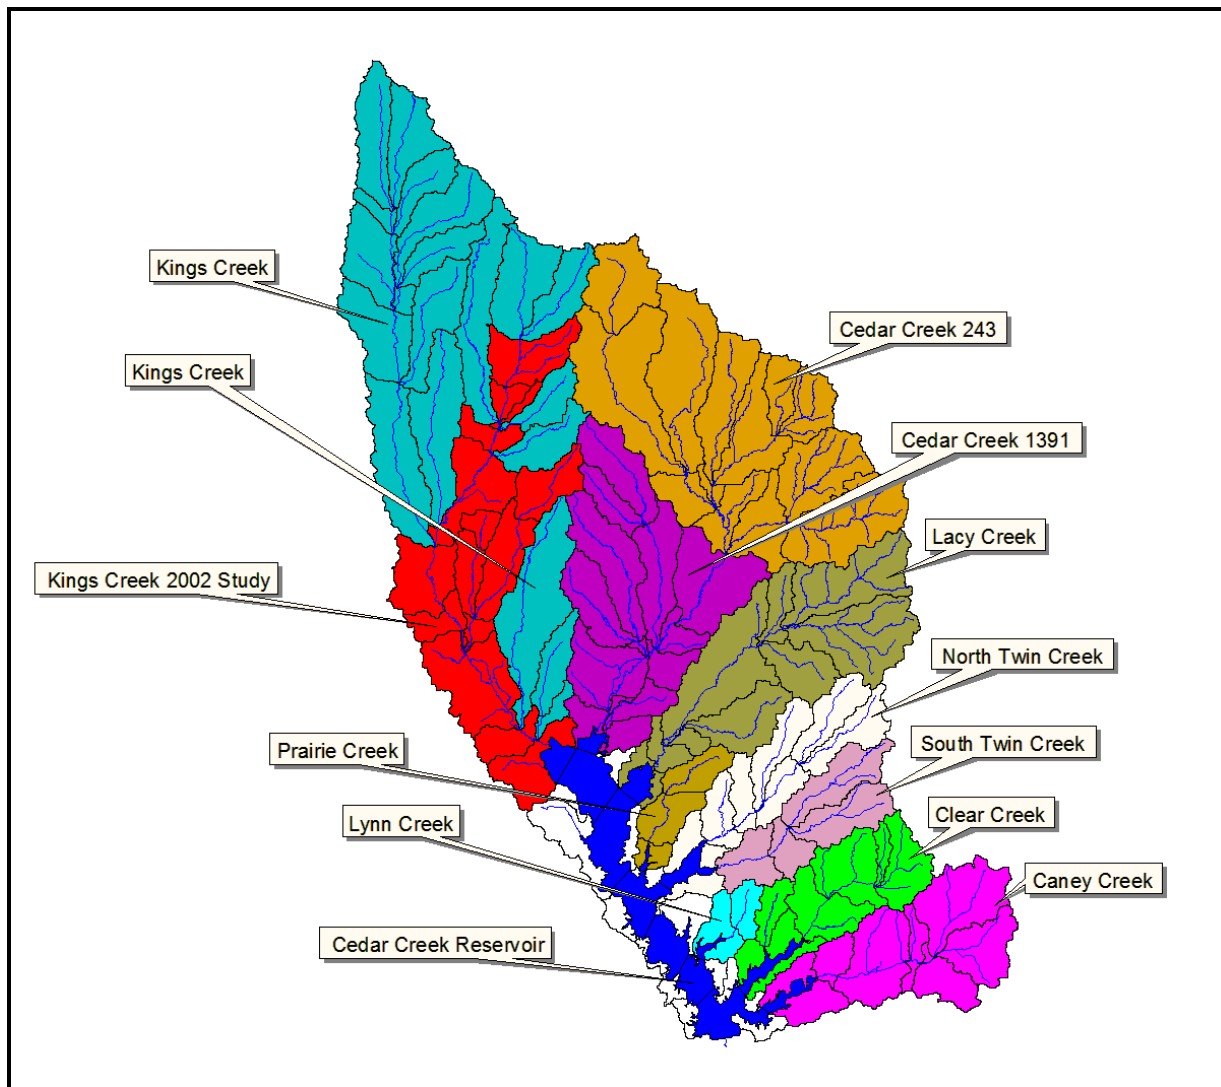 Kings Creek
Cedar Creek 243
Kings Creek
Cedar Creek 1391
Lacy Creek
Kings Creek 2002 Study
North Twin Creek
South Twin Creek
Prairie Creek
Clear Creek
Lynn Creek
Caney Creek
Cedar Creek Reservoir